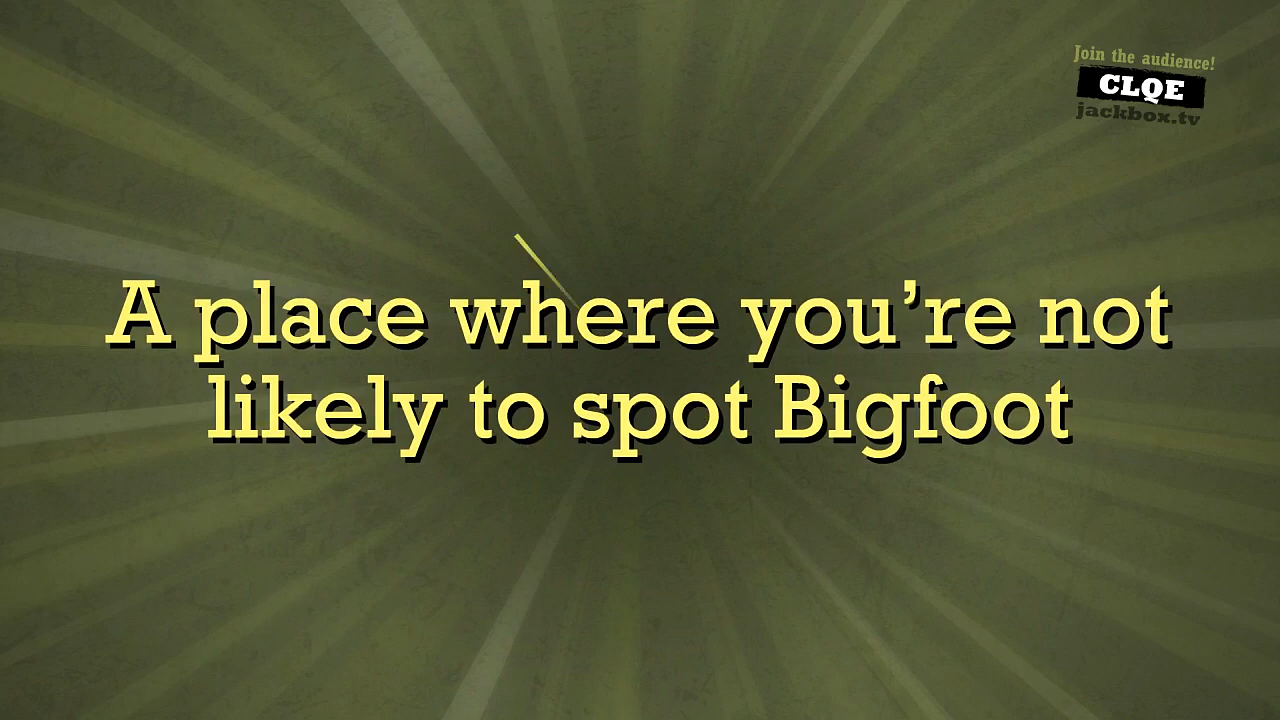 Join the audience!
CLQE
jackbox.tv
A place where you’re not
likely to spot Bigfoot